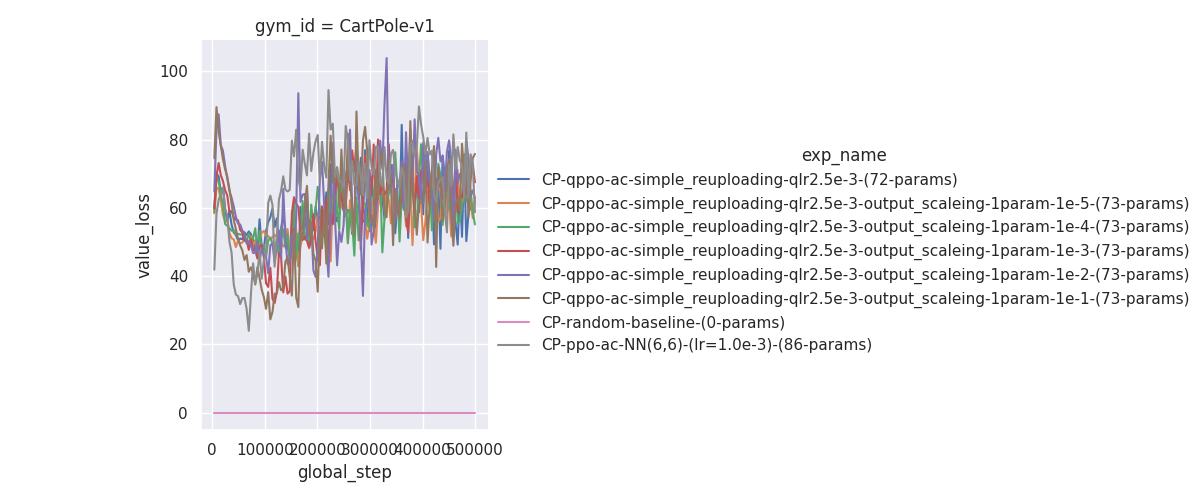 gym_id = CartPole-v1
100
80
60
40
20
0
value_loss
0
100000
200000
300000
400000
500000
global_step
exp_name
CP-qppo-ac-simple_reuploading-qlr2.5e-3-(72-params)
CP-qppo-ac-simple_reuploading-qlr2.5e-3-output_scaleing-1param-1e-5-(73-params)
CP-qppo-ac-simple_reuploading-qlr2.5e-3-output_scaleing-1param-1e-4-(73-params)
CP-qppo-ac-simple_reuploading-qlr2.5e-3-output_scaleing-1param-1e-3-(73-params)
CP-qppo-ac-simple_reuploading-qlr2.5e-3-output_scaleing-1param-1e-2-(73-params)
CP-qppo-ac-simple_reuploading-qlr2.5e-3-output_scaleing-1param-1e-1-(73-params)
CP-random-baseline-(0-params)
CP-ppo-ac-NN(6,6)-(lr=1.0e-3)-(86-params)